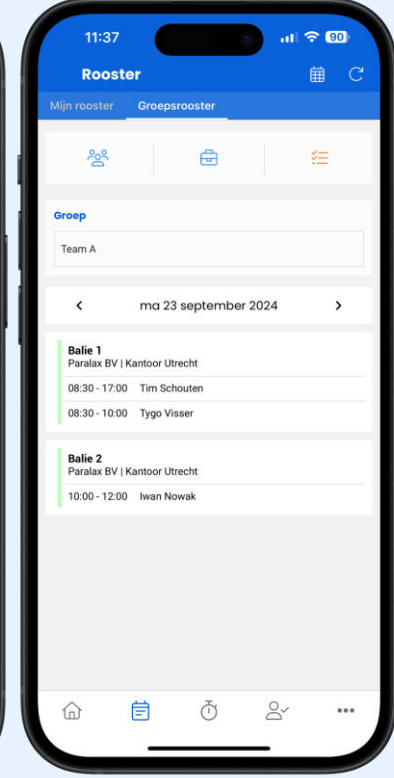 11:37
90
Rooster
Mijn rooster Groepsrooster
Groep
Team A
ma 23 september 2024
Balie 1
Paralax BV | Kantoor Utrecht
08:30 - 17:00 Tim Schouten
08:30 - 10:00 Tygo Visser
Balie 2
Paralax BV | Kantoor Utrecht
10:00 - 12:00 Iwan Nowak